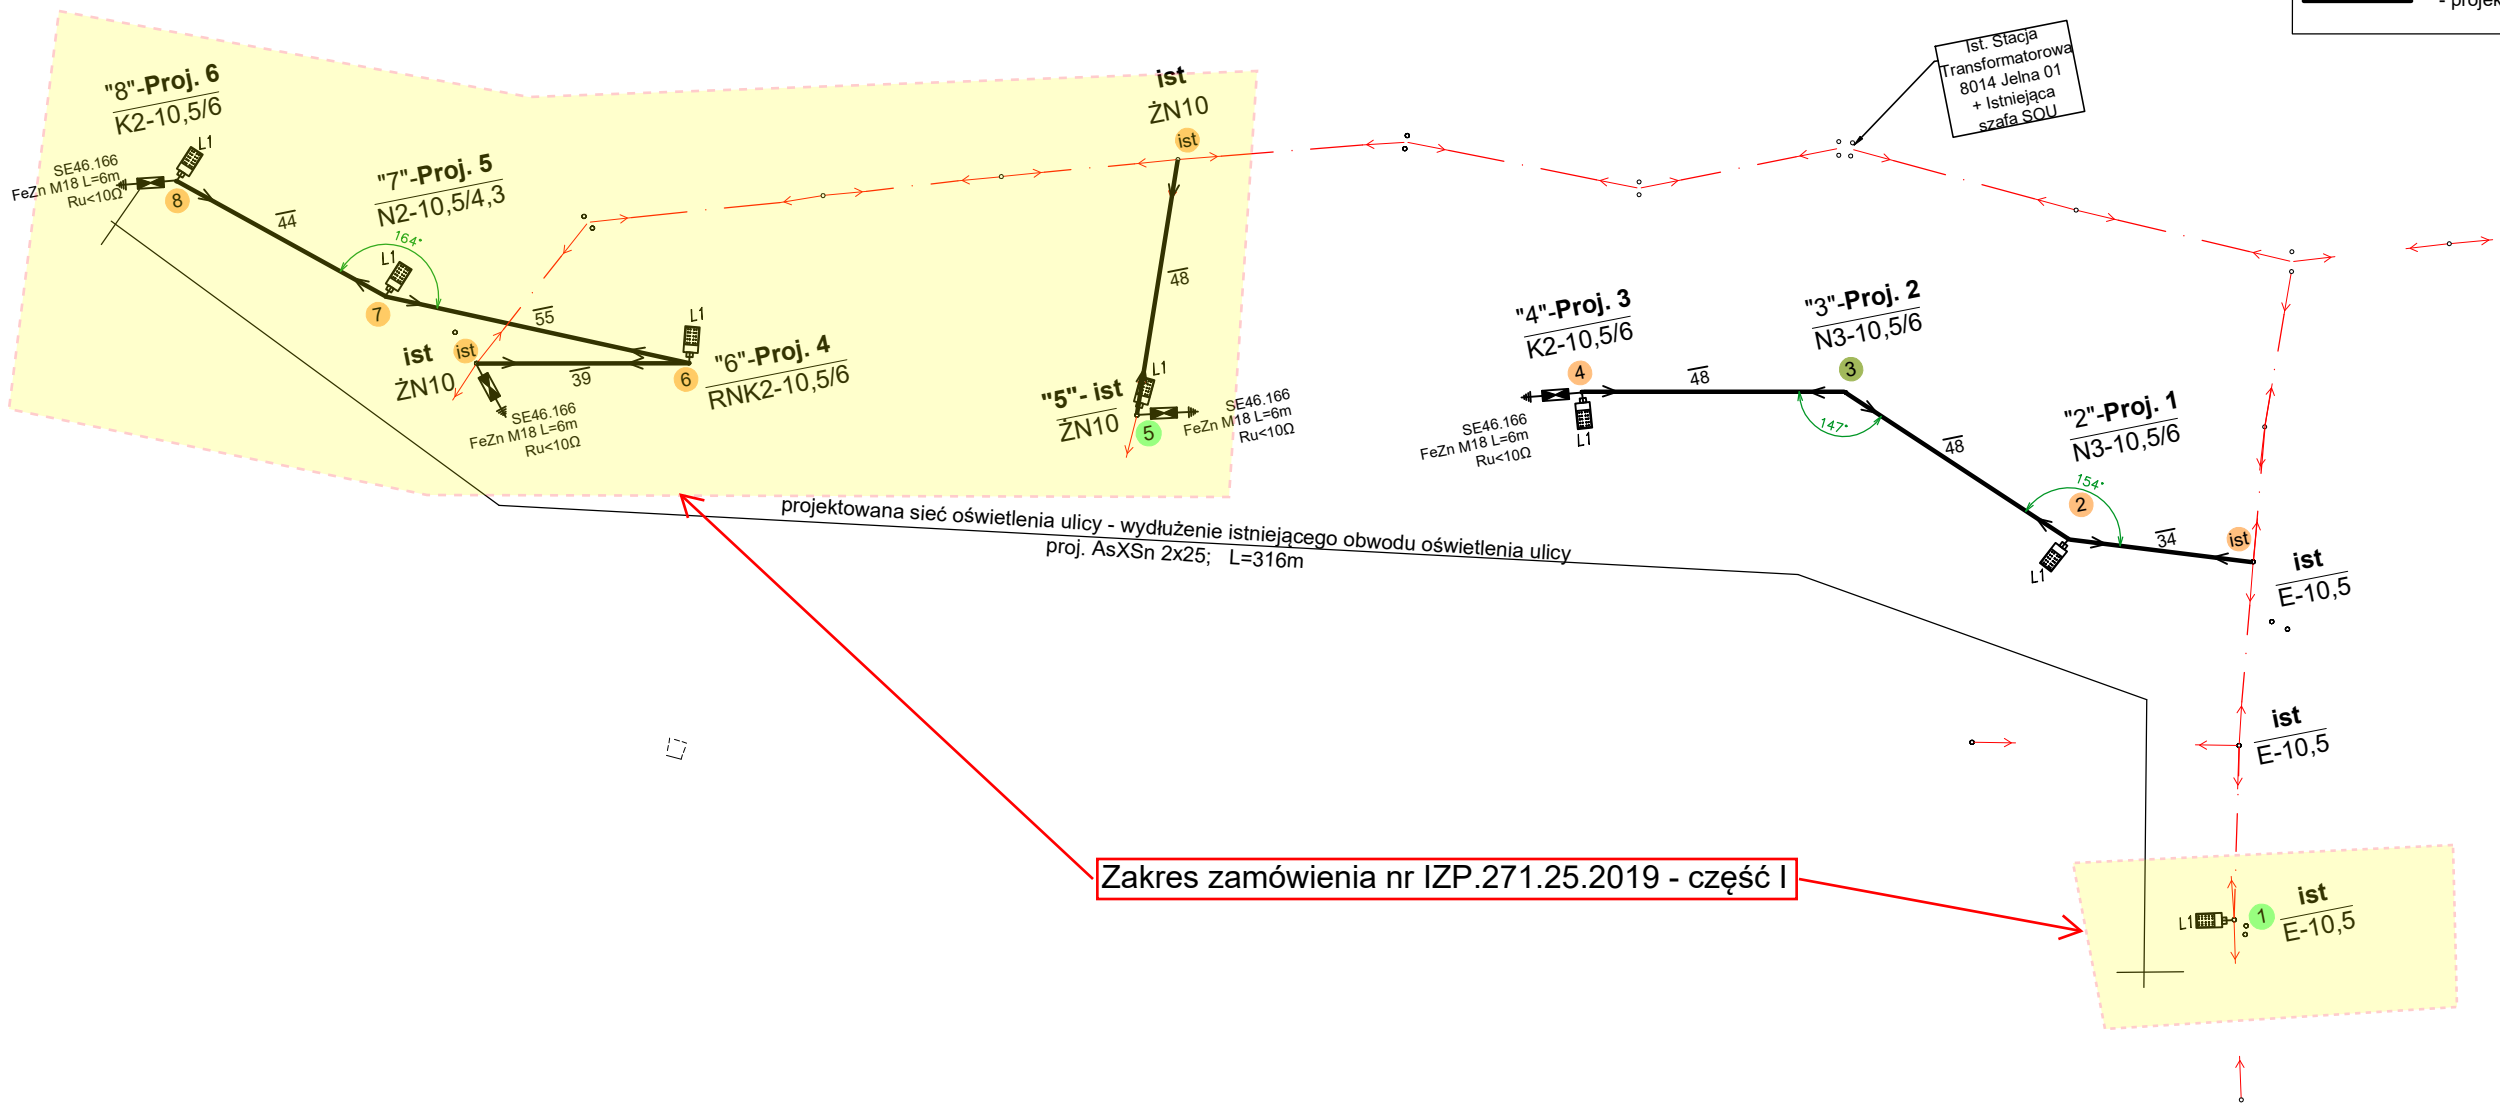 - projek
Ist. Stacja
Transformatorowa
8014 Jelna 01
+ Istniejąca
szafa SOU
"8"-Proj. 6
K2-10,5/6
L1
SE46.166
FeZn M18 L=6m
Ru<10Ω
8
44
"7"-Proj. 5
N2-10,5/4,3
164°
L1
7
55
ist
ŻN10
ist
39
SE46.166
FeZn M18 L=6m
Ru<10Ω
L1
6
"6"-Proj. 4
RNK2-10,5/6
ist
ŻN10
ist
48
L1
"5"- ist
ŻN10
5
SE46.166
FeZn M18 L=6m
Ru<10Ω
"4"-Proj. 3
K2-10,5/6
4
48
SE46.166
FeZn M18 L=6m
Ru<10Ω
L1
"3"-Proj. 2
N3-10,5/6
3
147°
48
"2"-Proj. 1
N3-10,5/6
154°
2
L1
34
ist
ist
E-10,5
projektowana sieć oświetlenia ulicy - wydłużenie istniejącego obwodu oświetlenia ulicy
proj. AsXSn 2x25; L=316m
ist
E-10,5
Zakres zamówienia nr IZP.271.25.2019 - część I
L1
1
ist
E-10,5